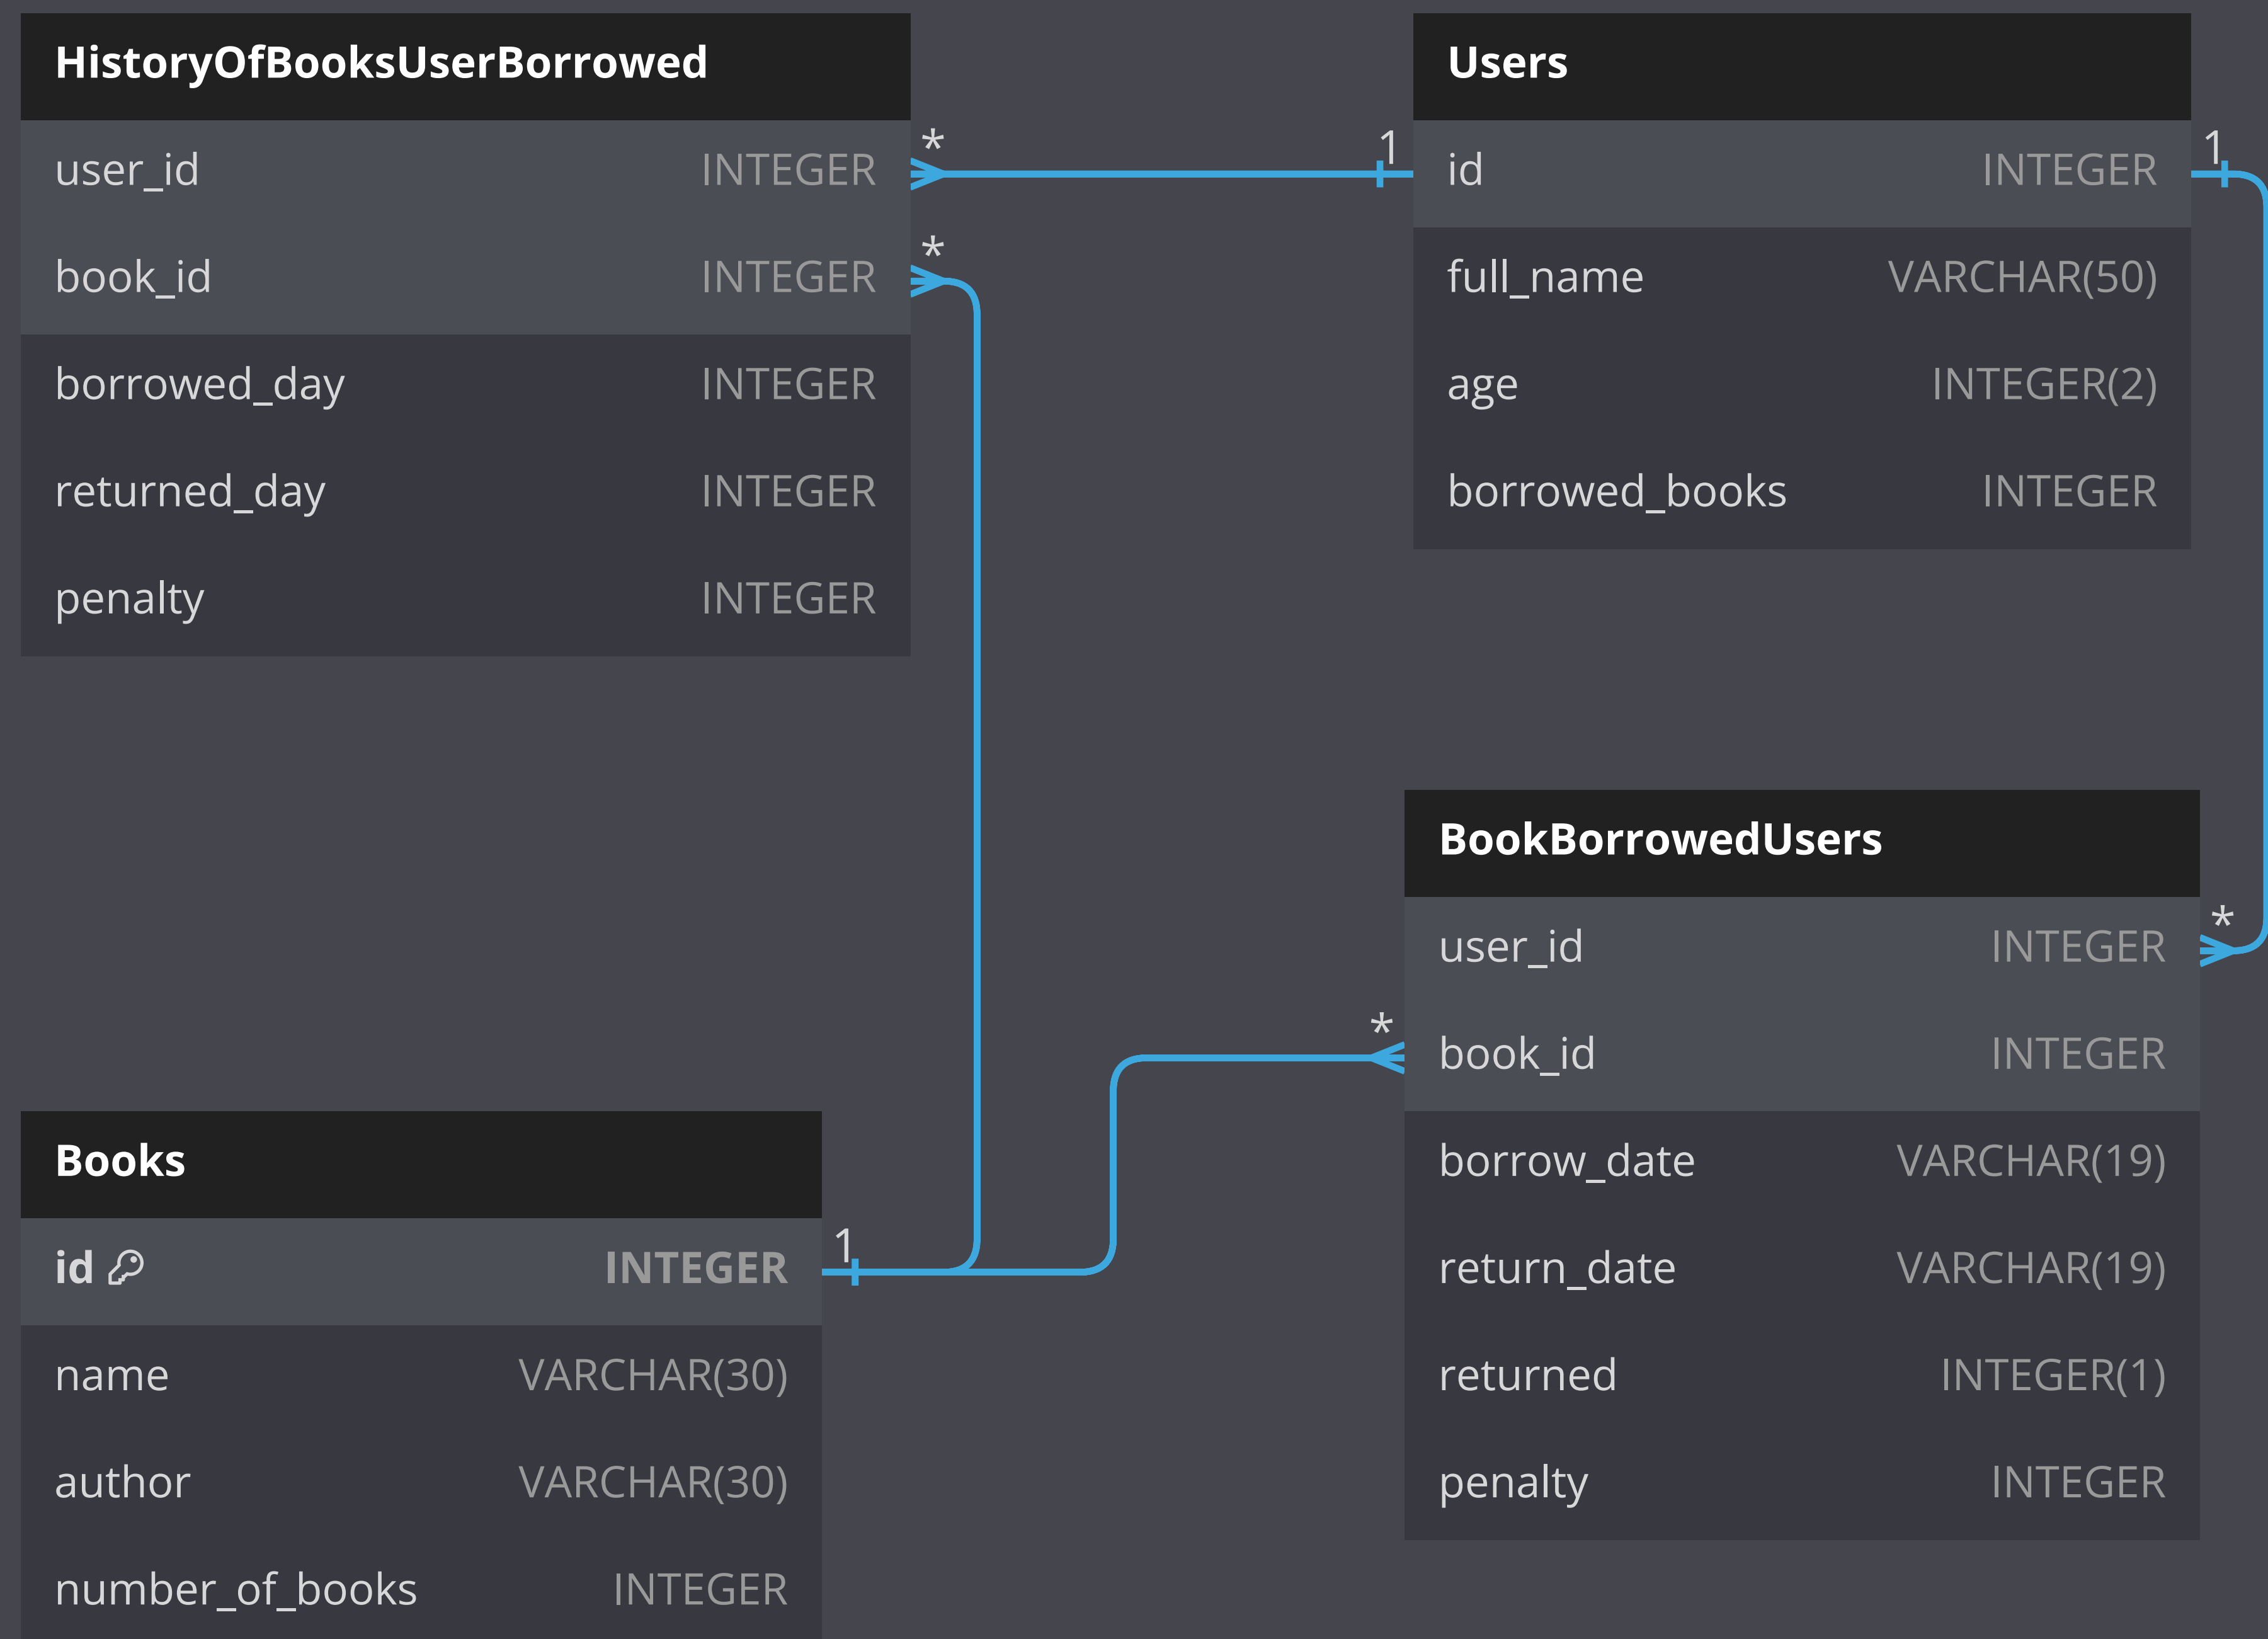 HistoryOfBooksUserBorrowed
user_id INTEGER
book_id INTEGER
borrowed_day INTEGER
returned_day INTEGER
penalty INTEGER
*
*
Users
id INTEGER
full_name VARCHAR(50)
age INTEGER(2)
borrowed_books INTEGER
1
1
BookBorrowedUsers
user_id INTEGER
book_id INTEGER
borrow_date VARCHAR(19)
return_date VARCHAR(19)
returned INTEGER(1)
penalty INTEGER
*
*
Books
id INTEGER
name VARCHAR(30)
author VARCHAR(30)
number_of_books INTEGER
1